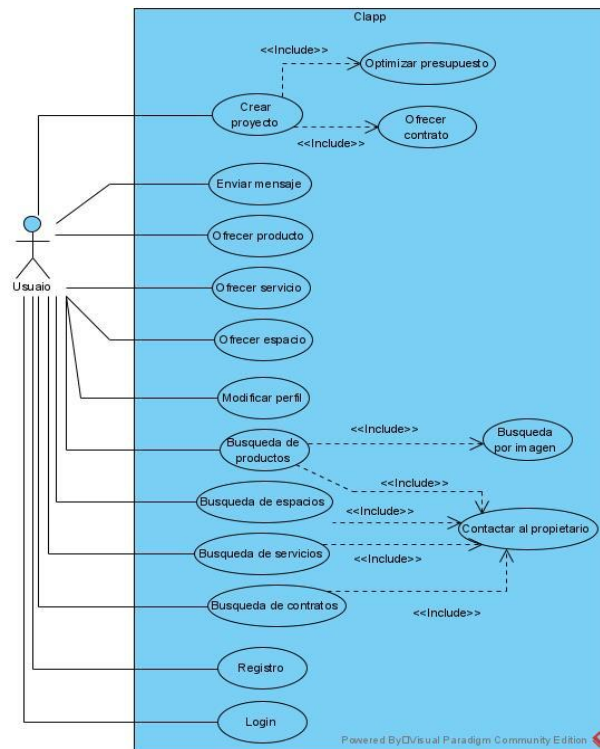 Clapp
<<Include>>
Optimizar presupuesto
Crear
proyecto
Ofrecer
contrato
<<Include>>
Enviar mensaje
Ofrecer producto
Usuaio
Ofrecer servicio
Ofrecer espacio
Modificar perfil
Busqueda de
productos
<<Include>>
Busqueda
por imagen
<<Include>>
Busqueda de espacios
<<Include>>
Contactar al propietario
Busqueda de servicios
<<Include>>
Busqueda de contratos
<<Include>>
Registro
Login
Powered By□Visual Paradigm Community Edition